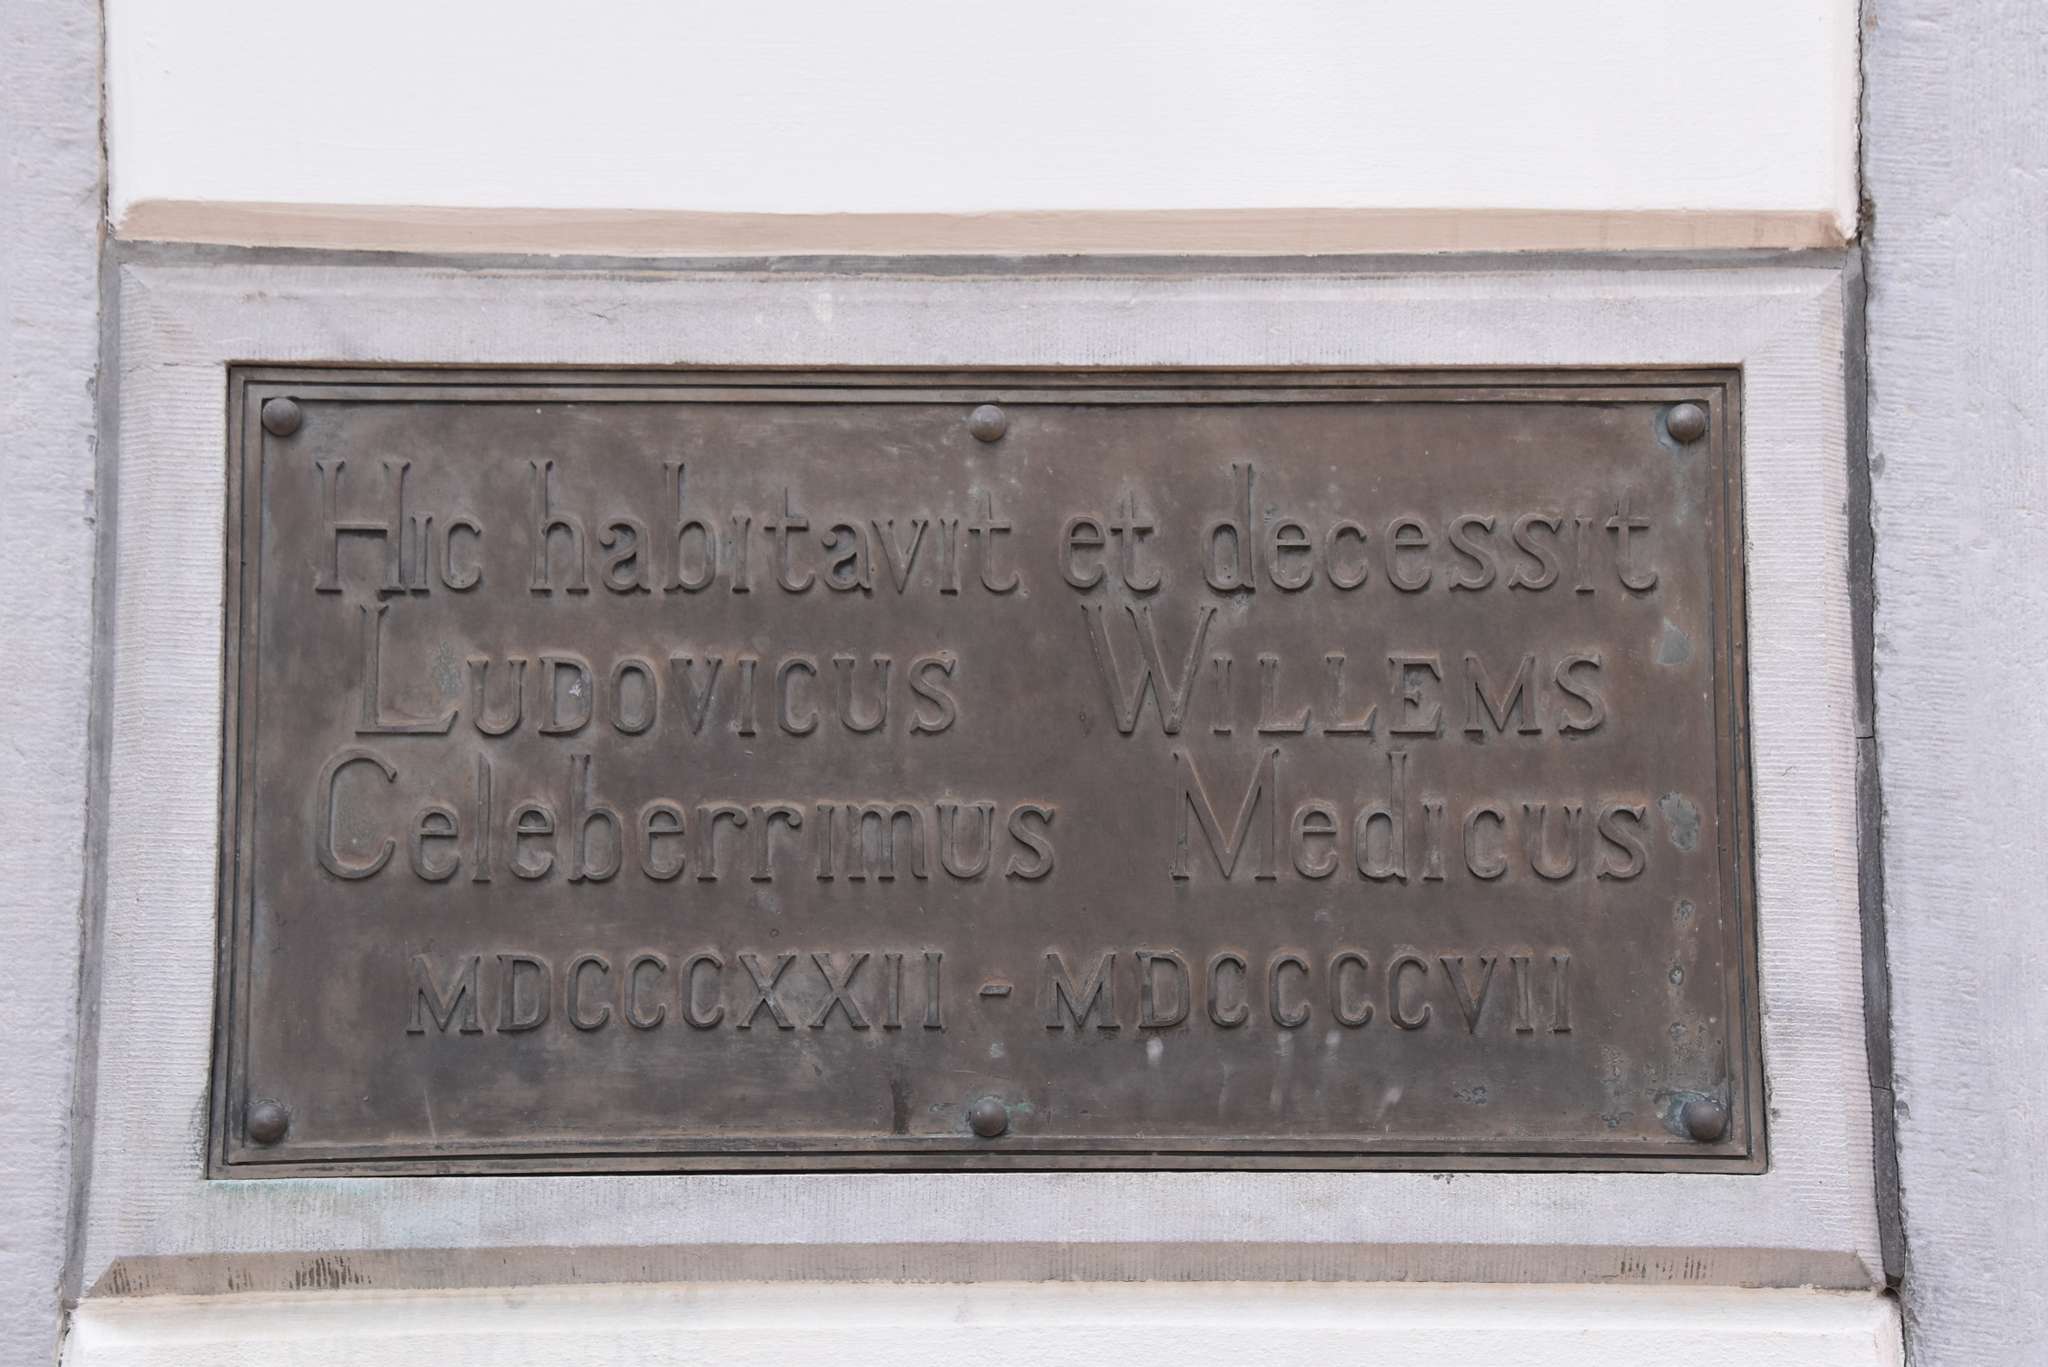 Hic habitavit et decessit
LUDOVICUS WILLEMS
Celeberrimus Medicus
MDCCCXXII - MDCCCCVII